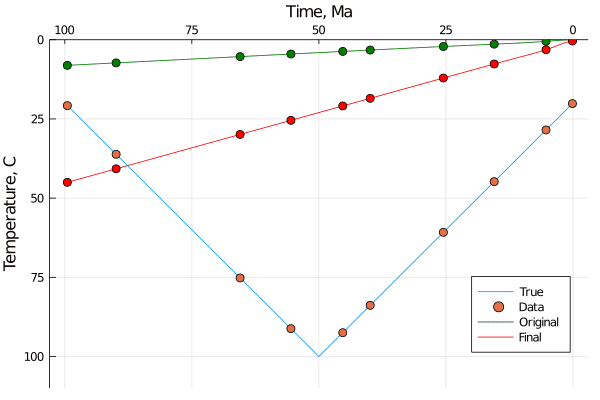 Time, Ma
100 75 50 25 0
0
25
50
75
100
Temperature, C
True
Data
Original
Final